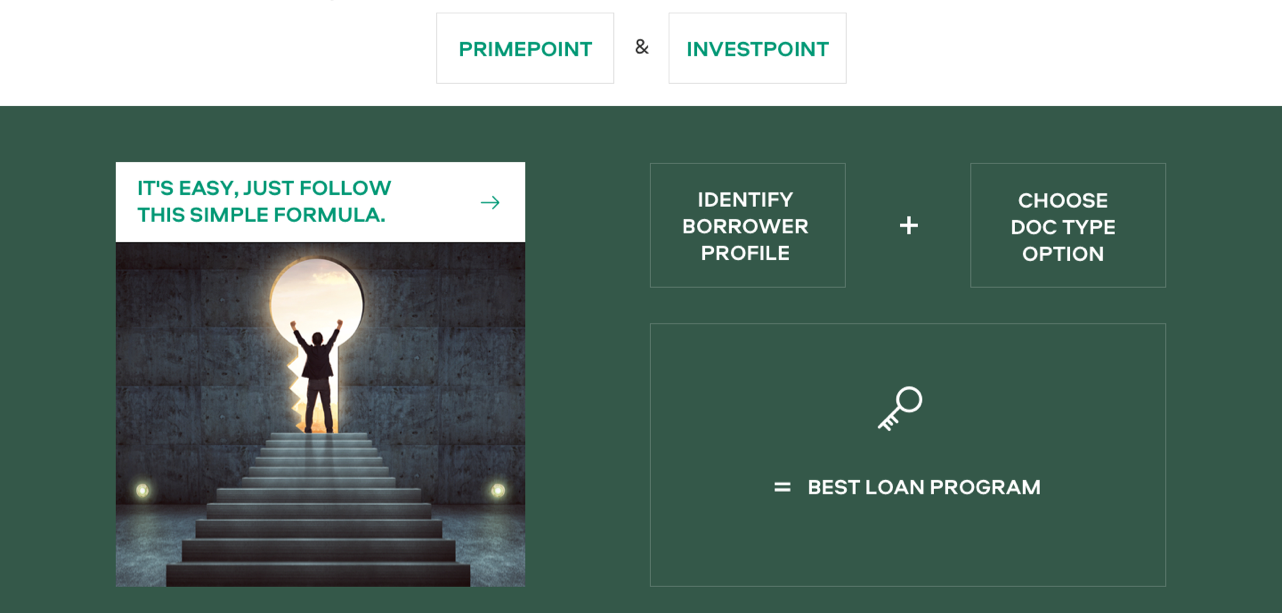 PRIMEPOINT & INVESTPOINT
IT'S EASY, JUST FOLLOW
THIS SIMPLE FORMULA.
IDENTIFY
BORROWER
PROFILE
+
CHOOSE
DOC TYPE
OPTION
= BEST LOAN PROGRAM